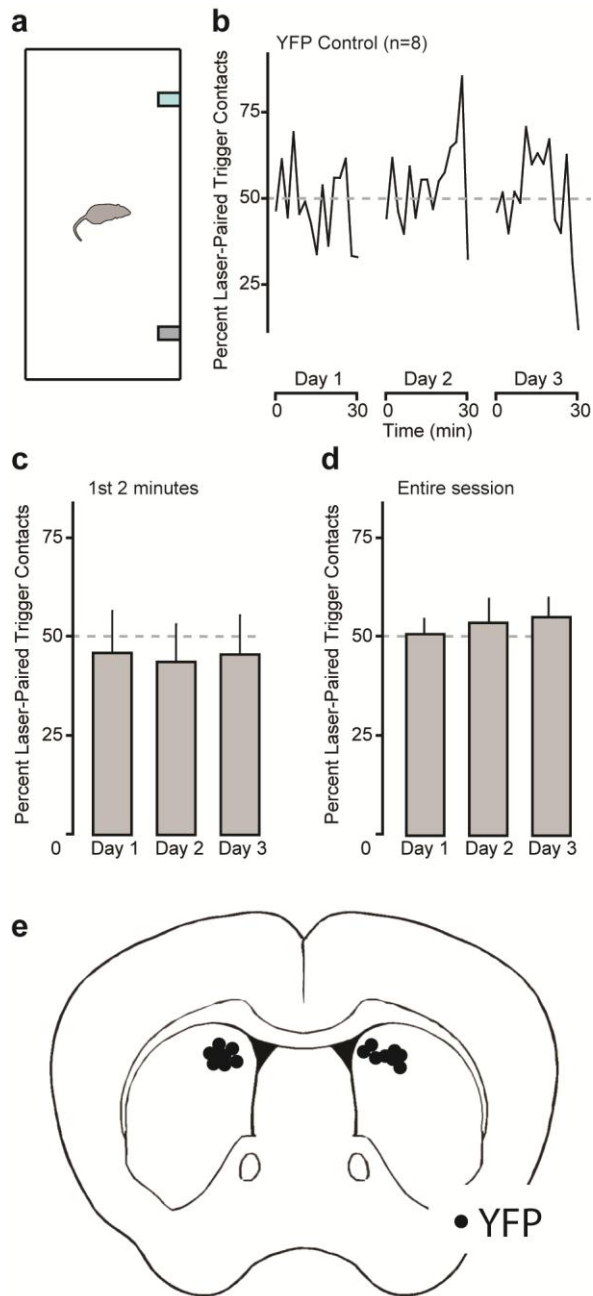 a
b
YFP Control (n=8)
Percent Laser-Paired Trigger Contacts
75
50
25
Day 1 Day 2 Day 3
0 30 0 30 0 30
Time (min)
c
1st 2 minutes
Percent Laser-Paired Trigger Contacts
75
50
25
0
Day 1 Day 2 Day 3
d
Entire session
Percent Laser-Paired Trigger Contacts
75
50
25
0
Day 1 Day 2 Day 3
e
YFP